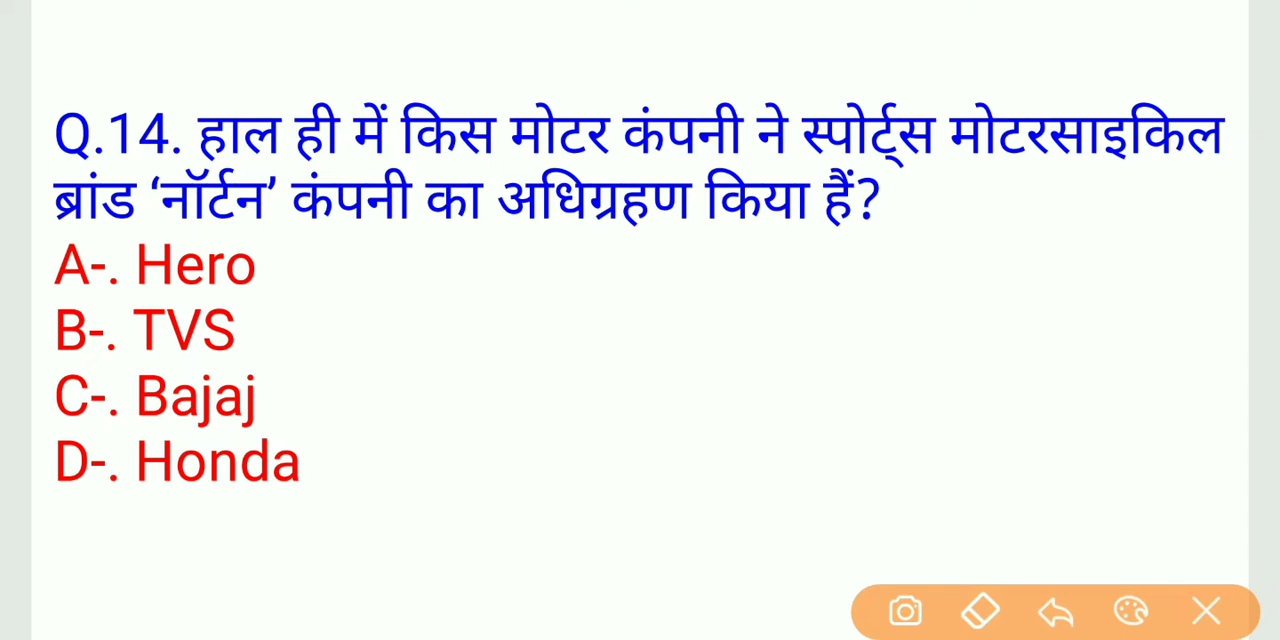 Q.14. हाल ही में किस मोटर कंपनी ने स्पोर्ट्स मोटरसाइकिल
ब्रांड ‘नॉर्टन’ कंपनी का अधिग्रहण किया हैं?
A-. Hero
B-. TVS
C-. Bajaj
D-. Honda